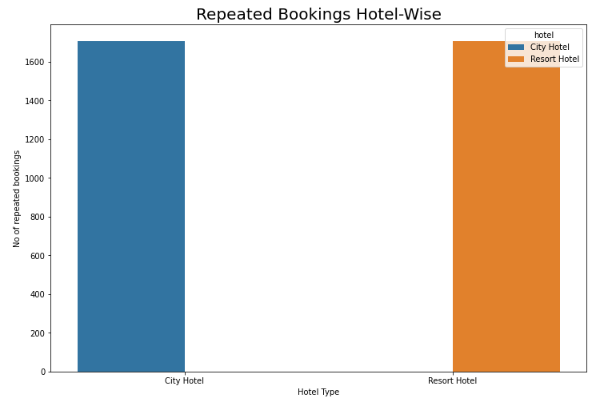 Repeated Bookings Hotel-Wise
hotel
City Hotel
Resort Hotel
No of repeated bookings
1600
1400
1200
1000
800
600
400
200
0
City Hotel
Resort Hotel
Hotel Type